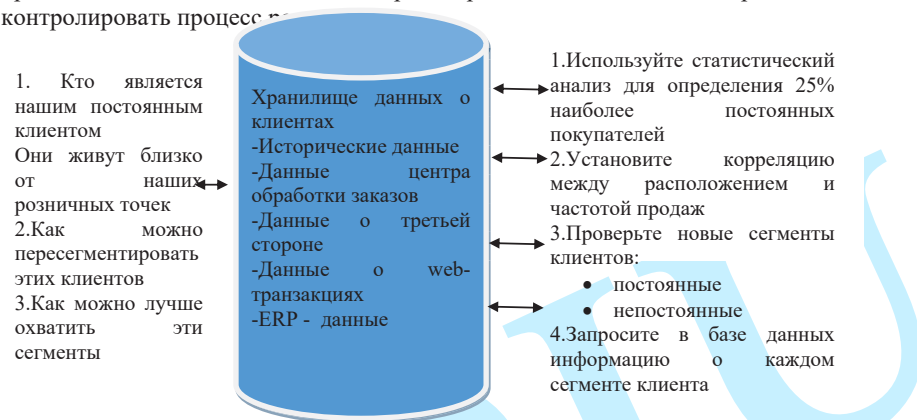 контролировать процесс
1. Кто является
нашим постоянным
клиентом
Они живут близко
от наших
розничных точек
2.Как можно
пересегментировать
этих клиентов
3.Как можно лучше
охватить эти
сегменты
Хранилище данных о
клиентах
-Исторические данные
-Данные центра
обработки заказов
-Данные о третьей
стороне
-Данные о web-
транзакциях
-ERP - данные
1.Используйте статистический
анализ для определения 25%
наиболее постоянных
покупателей
2.Установите корреляцию
между расположением и
частотой продаж
3.Проверьте новые сегменты
клиентов:
• постоянные
• непостоянные
4.Запросите в базе данных
информацию о каждом
сегменте клиента